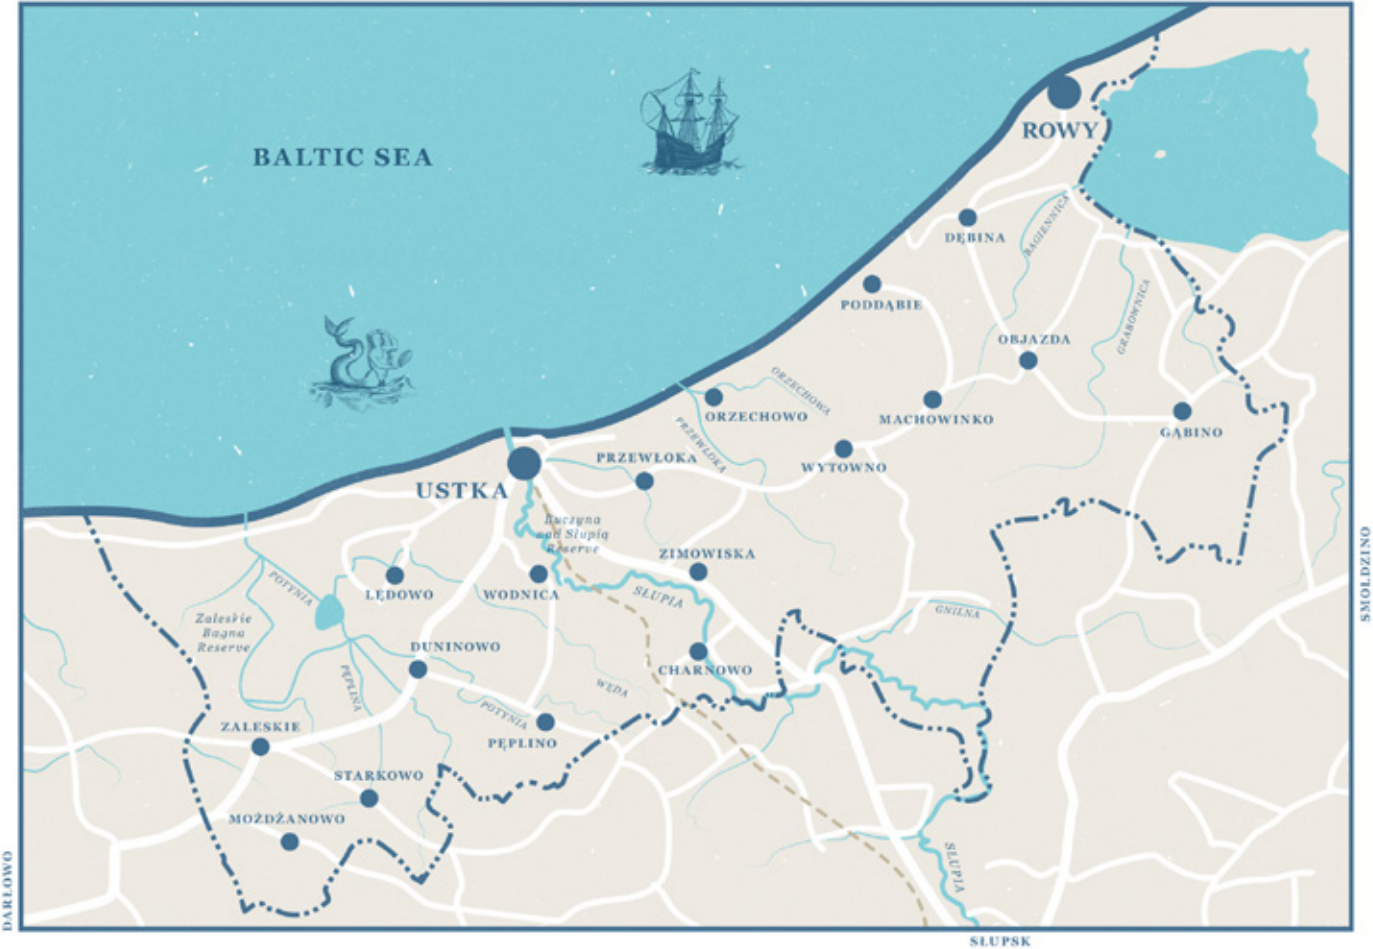 BALTIC SEA
ROWY
DĘBINA
BAGIENNICA
PODDĄBIE
GRABOWNICA
OBJAZDA
ORZECHOWA
ORZECHOWO
MACHOWINKO
GĄBINO
PRZEWŁOKA
PRZEWŁOKA
WYTOWNO
USTKA
Buczyna
nad Słupią
Reserve
ZIMOWISKA
SMOŁDZINO
POTYNIA
LĘDOWO
WODNICA
SŁUPIA
GNILNA
Zaleskie
Bagna
Reserve
DUNINOWO
CHARNOWO
PĘPLINA
WĘDA
POTYNIA
ZALESKIE
PĘPLINO
STARKOWO
MOŻDŻANOWO
SŁUPIA
DARŁOWO
SŁUPSK